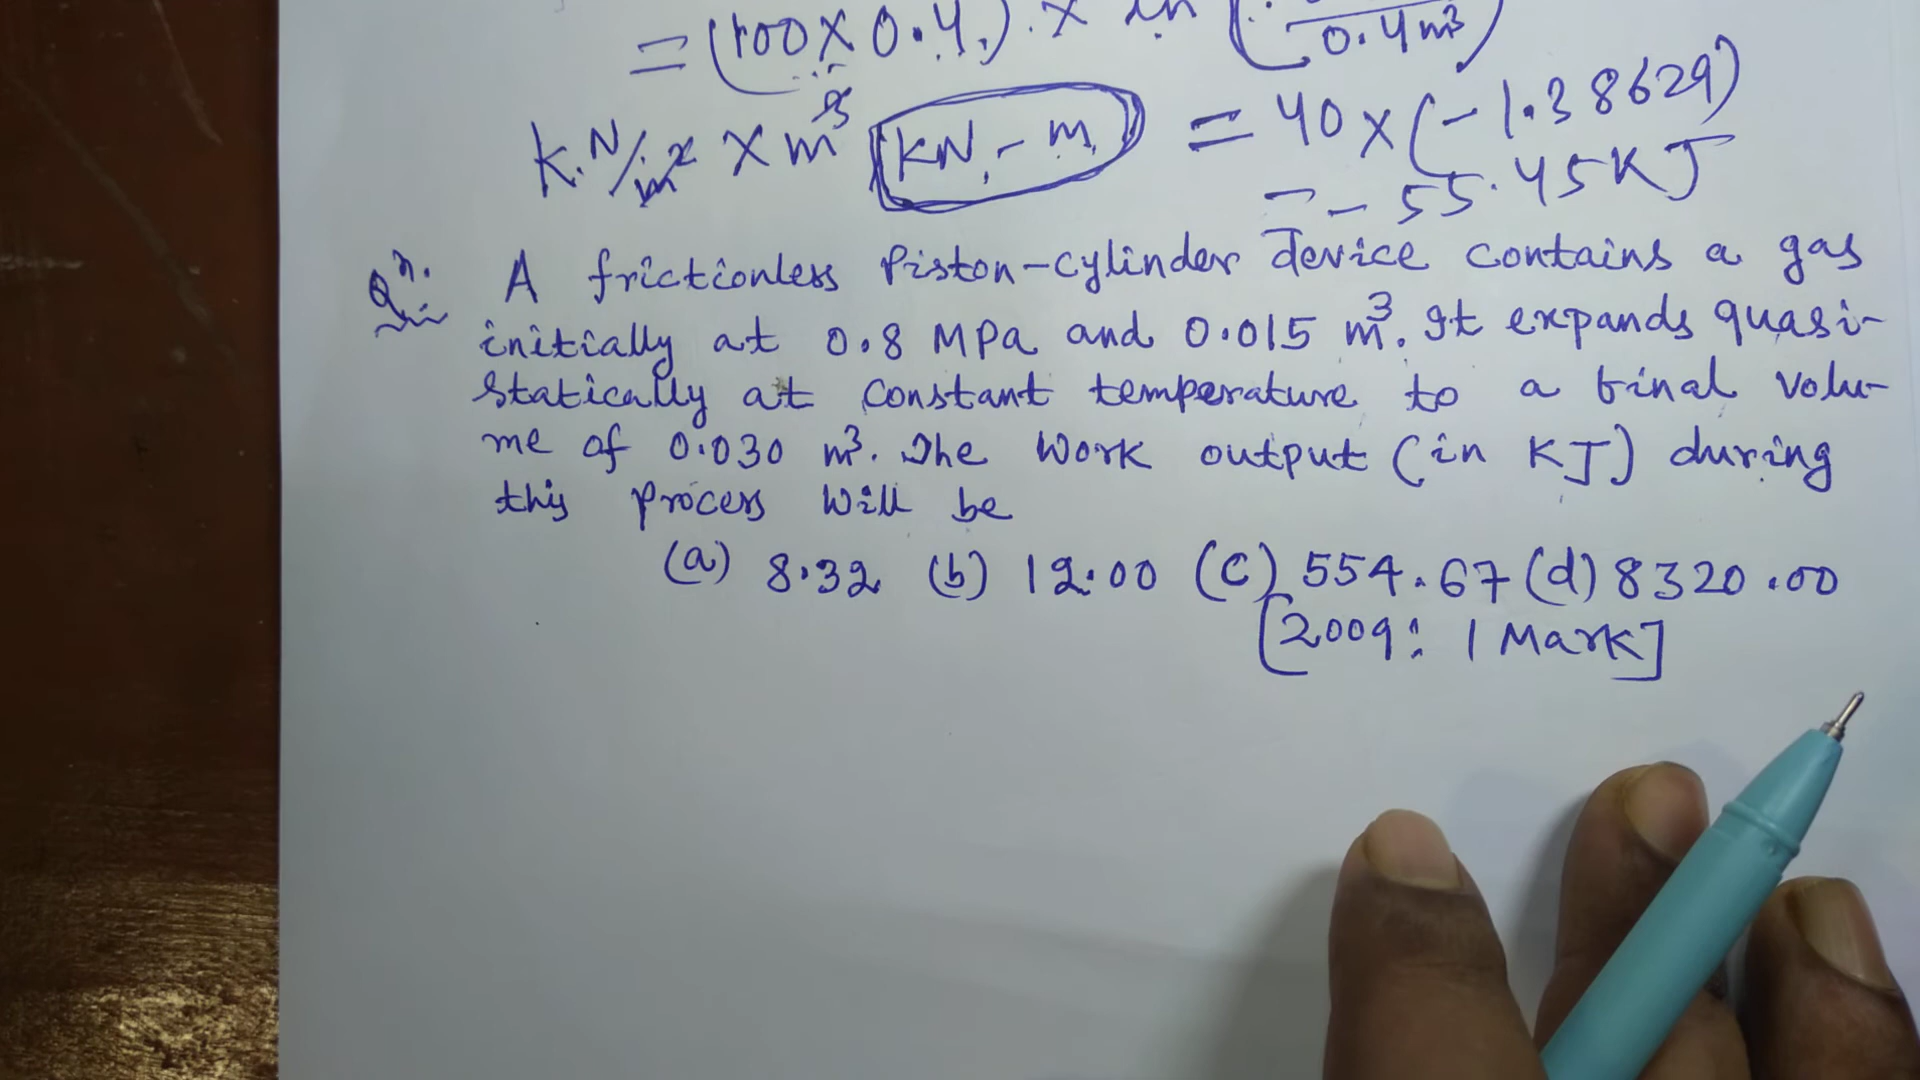 = (100 × 0.4) × ln (
0.4 m³)
kN/m² × m³ kN-m = 40 × (-1.38629)
= -55.45KJ
Qn. A frictionless Piston-cylinder Device contains a gas
initially at 0.8 MPa and 0.015 m³. It expands quasi-
statically at constant temperature to a final volu-
me of 0.030 m³. The Work output (in KJ) during
this process will be
(a) 8.32 (b) 12.00 (c) 554.67 (d) 8320.00
[2009: 1 Mark]